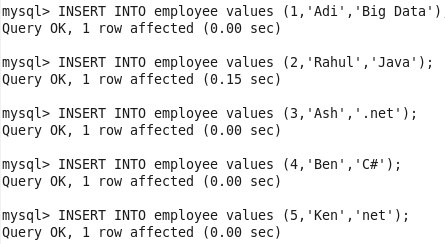 mysql> INSERT INTO employee values (1,'Adi','Big Data')
Query OK, 1 row affected (0.00 sec)
mysql> INSERT INTO employee values (2,'Rahul','Java');
Query OK, 1 row affected (0.15 sec)
mysql> INSERT INTO employee values (3,'Ash','.net');
Query OK, 1 row affected (0.00 sec)
mysql> INSERT INTO employee values (4,'Ben','C#');
Query OK, 1 row affected (0.00 sec)
mysql> INSERT INTO employee values (5,'Ken','net');
Query OK, 1 row affected (0.00 sec)